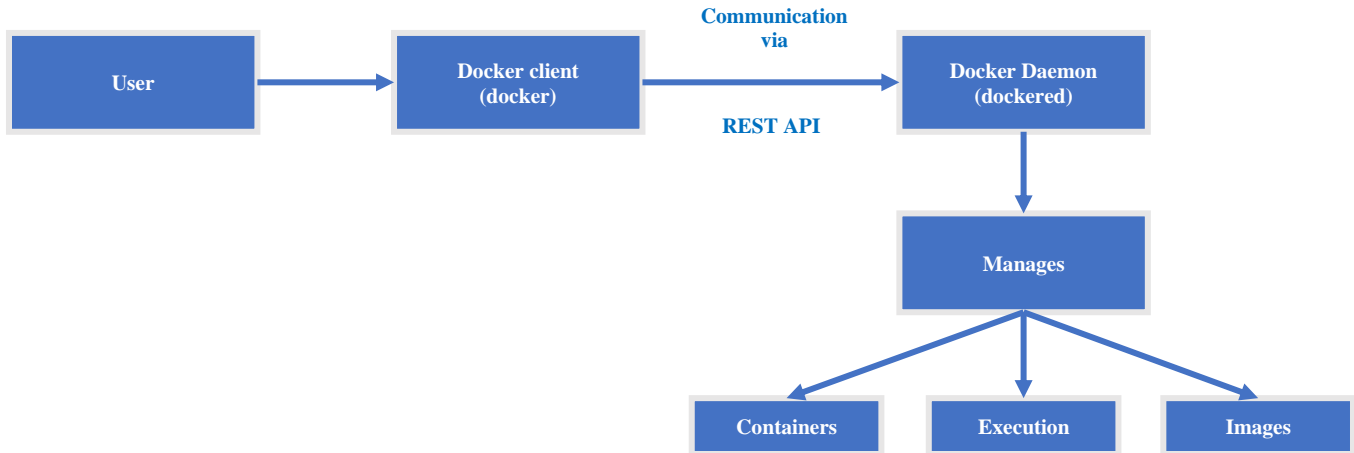 Communication
via
User
Docker client
(docker)
Docker Daemon
(dockered)
REST API
Manages
Containers
Execution
Images